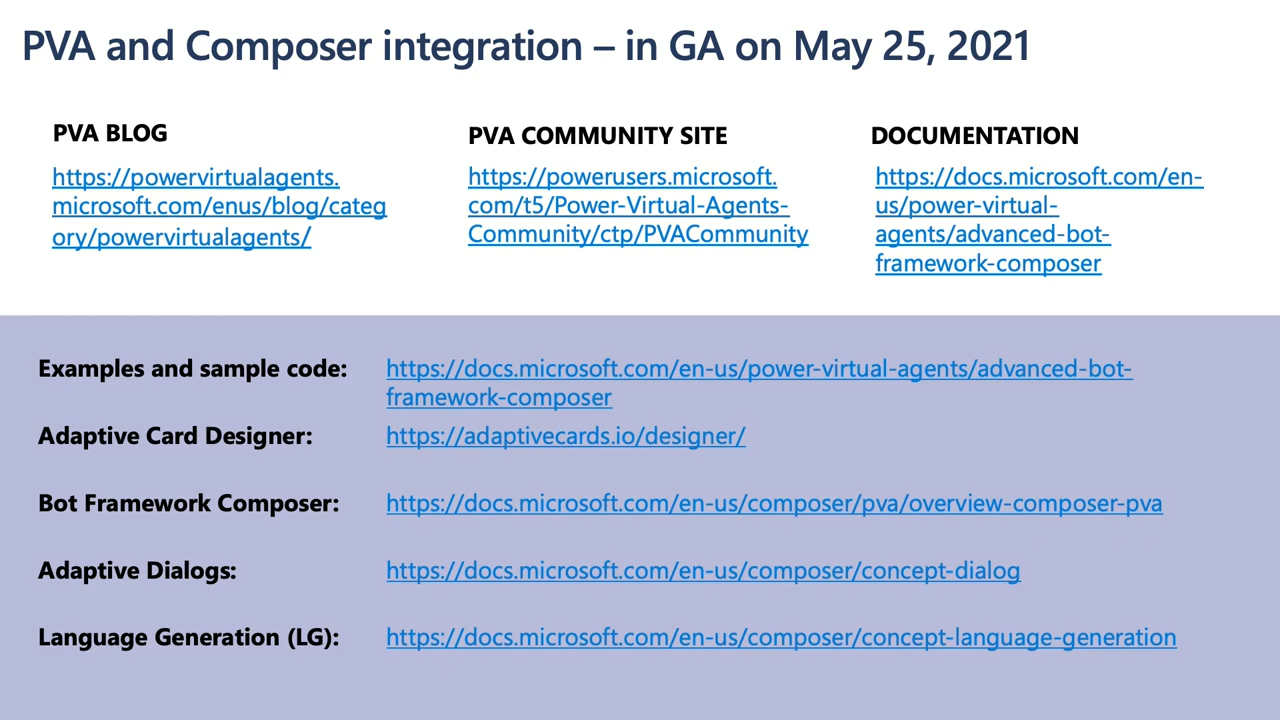 PVA and Composer integration – in GA on May 25, 2021
PVA BLOG
https://powervirtualagents.
microsoft.com/enus/blog/categ
ory/powervirtualagents/
PVA COMMUNITY SITE
https://powerusers.microsoft.
com/t5/Power-Virtual-Agents-
Community/ctp/PVACommunity
DOCUMENTATION
https://docs.microsoft.com/en-
us/power-virtual-
agents/advanced-bot-
framework-composer
Examples and sample code: https://docs.microsoft.com/en-us/power-virtual-agents/advanced-bot-
framework-composer
Adaptive Card Designer: https://adaptivecards.io/designer/
Bot Framework Composer: https://docs.microsoft.com/en-us/composer/pva/overview-composer-pva
Adaptive Dialogs: https://docs.microsoft.com/en-us/composer/concept-dialog
Language Generation (LG): https://docs.microsoft.com/en-us/composer/concept-language-generation